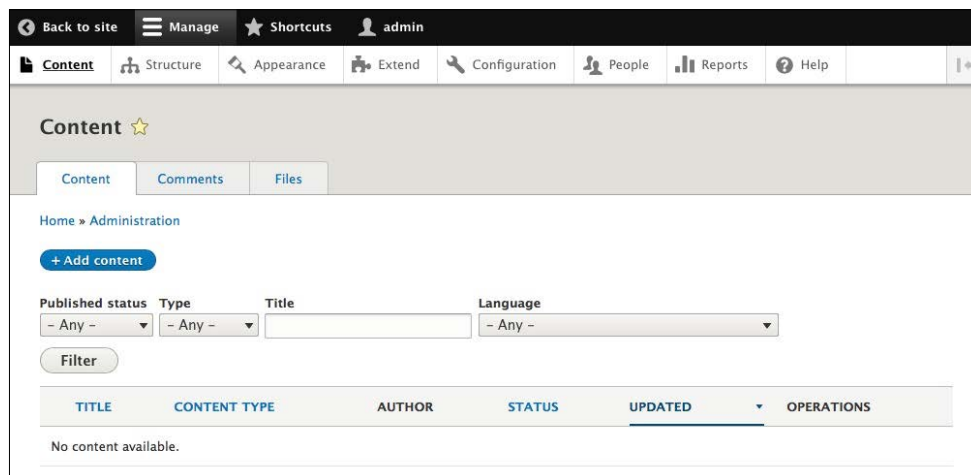 Back to site Manage Shortcuts admin
Content Structure Appearance Extend Configuration People Reports Help
Content
Content Comments Files
Home » Administration
+ Add content
Published status Type Title Language
– Any – – Any – – Any –
Filter
TITLE CONTENT TYPE AUTHOR STATUS UPDATED OPERATIONS
No content available.